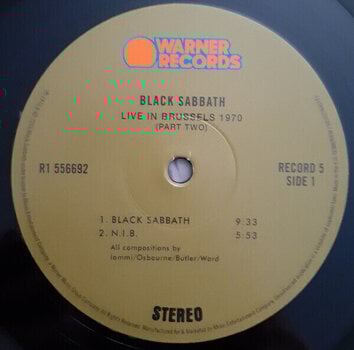 WARNER
RECORDS
BLACK SABBATH
LIVE IN BRUSSELS 1970
(PART TWO)
R1 556692
RECORD 5
SIDE 1
1. BLACK SABBATH 9:33
2. N.I.B. 5:53
All compositions by
Iommi/Osbourne/Butler/Ward
STEREO